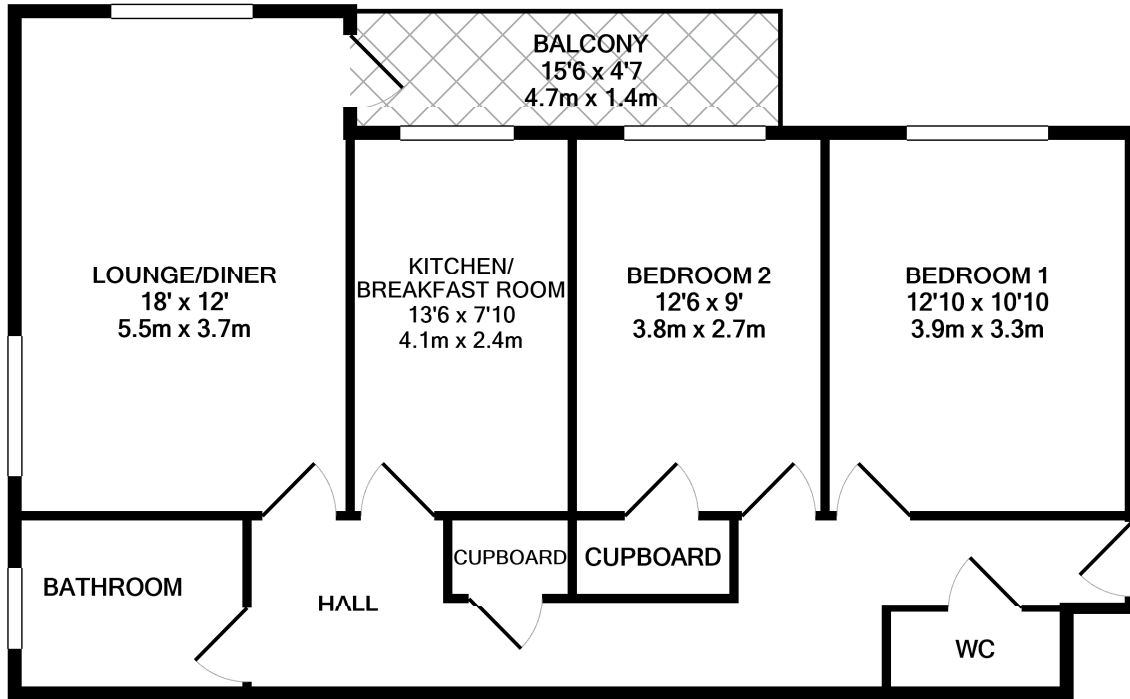 BALCONY
15'6 x 4'7
4.7m x 1.4m
LOUNGE/DINER
18' x 12'
5.5m x 3.7m
KITCHEN/
BREAKFAST ROOM
13'6 x 7'10
4.1m x 2.4m
BEDROOM 2
12'6 x 9'
3.8m x 2.7m
BEDROOM 1
12'10 x 10'10
3.9m x 3.3m
CUPBOARD
CUPBOARD
BATHROOM
HALL
WC